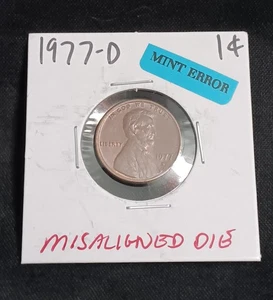 1977-D 1¢
MINT ERROR
LIBERTY
MISALIGNED DIE